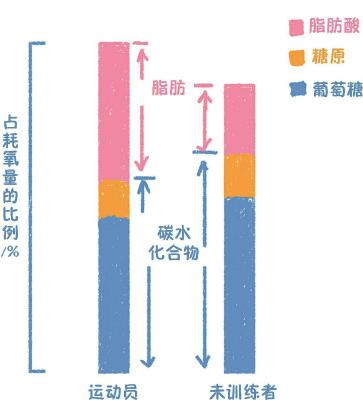 脂肪酸
糖原
葡萄糖
脂肪
占耗氧量的比例/%
碳水
化合物
运动员
未训练者